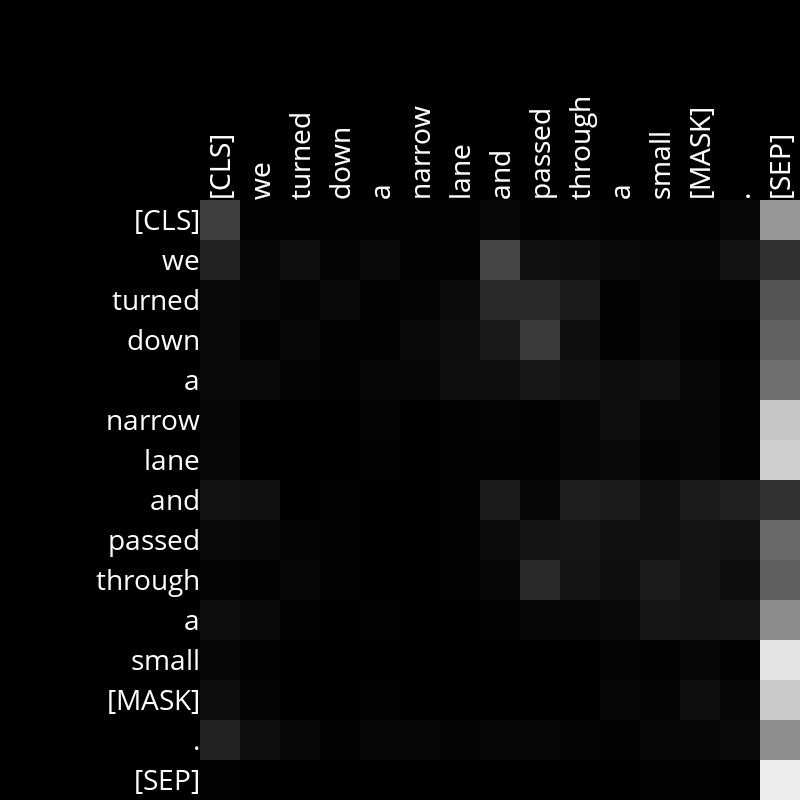 [CLS] we turned down a narrow lane and passed through a small [MASK] . [SEP]
[CLS]
we
turned
down
a
narrow
lane
and
passed
through
a
small
[MASK]
.
[SEP]